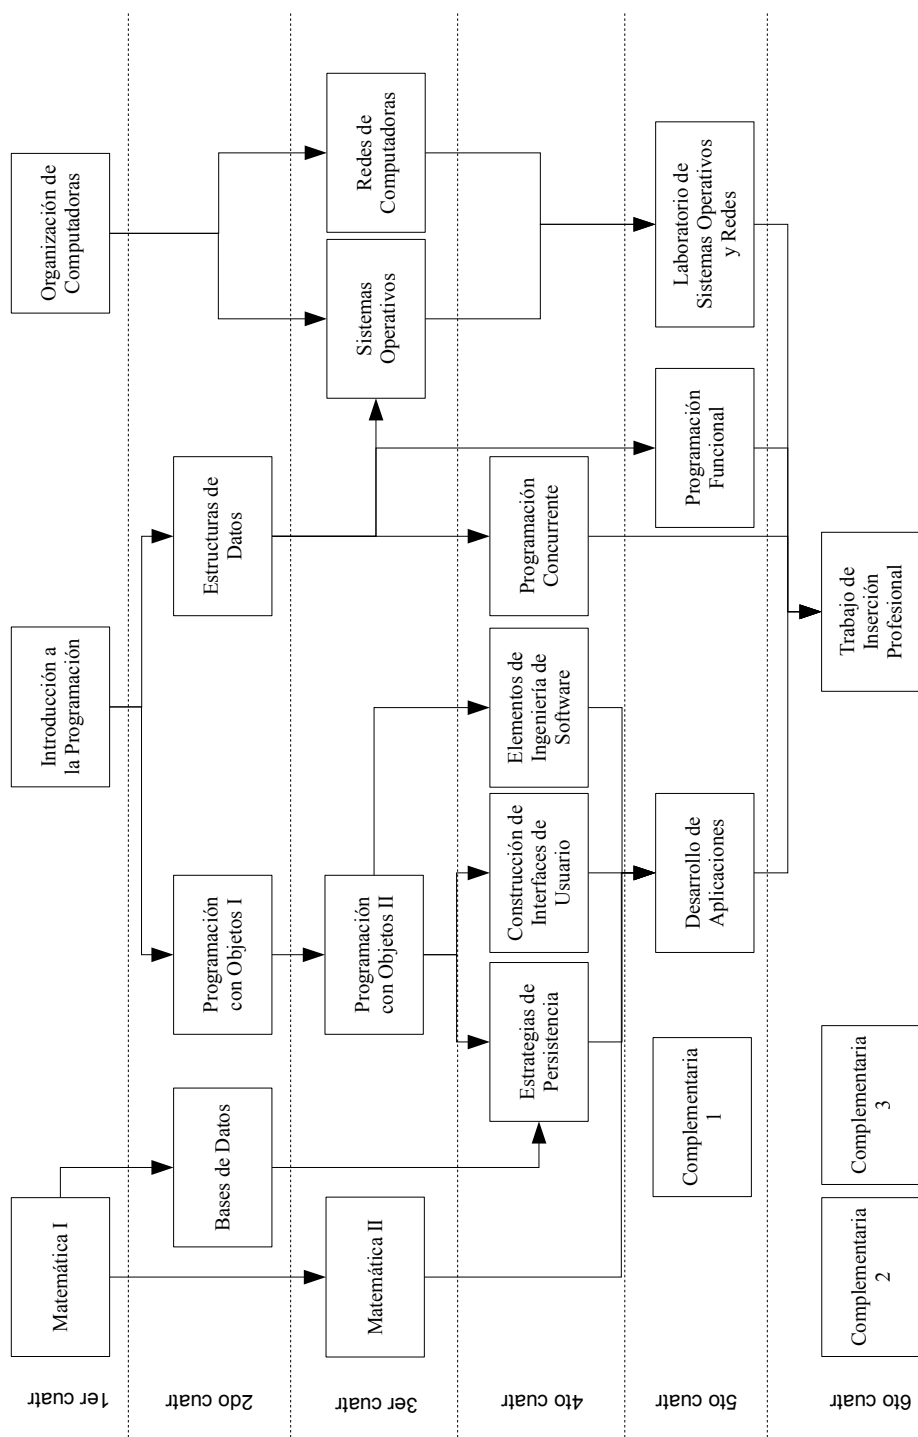 1er cuatr
Matemática I
Introducción a
la Programación
Organización de
Computadoras
2do cuatr
Bases de Datos
Programación
con Objetos I
Estructuras de
Datos
3er cuatr
Matemática II
Programación
con Objetos II
Sistemas
Operativos
Redes de
Computadoras
4to cuatr
Estrategias de
Persistencia
Construcción de
Interfaces de
Usuario
Elementos de
Ingeniería de
Software
Programación
Concurrente
5to cuatr
Complementaria
1
Desarrollo de
Aplicaciones
Programación
Funcional
Laboratorio de
Sistemas Operativos
y Redes
6to cuatr
Complementaria
2
Complementaria
3
Trabajo de
Inserción
Profesional